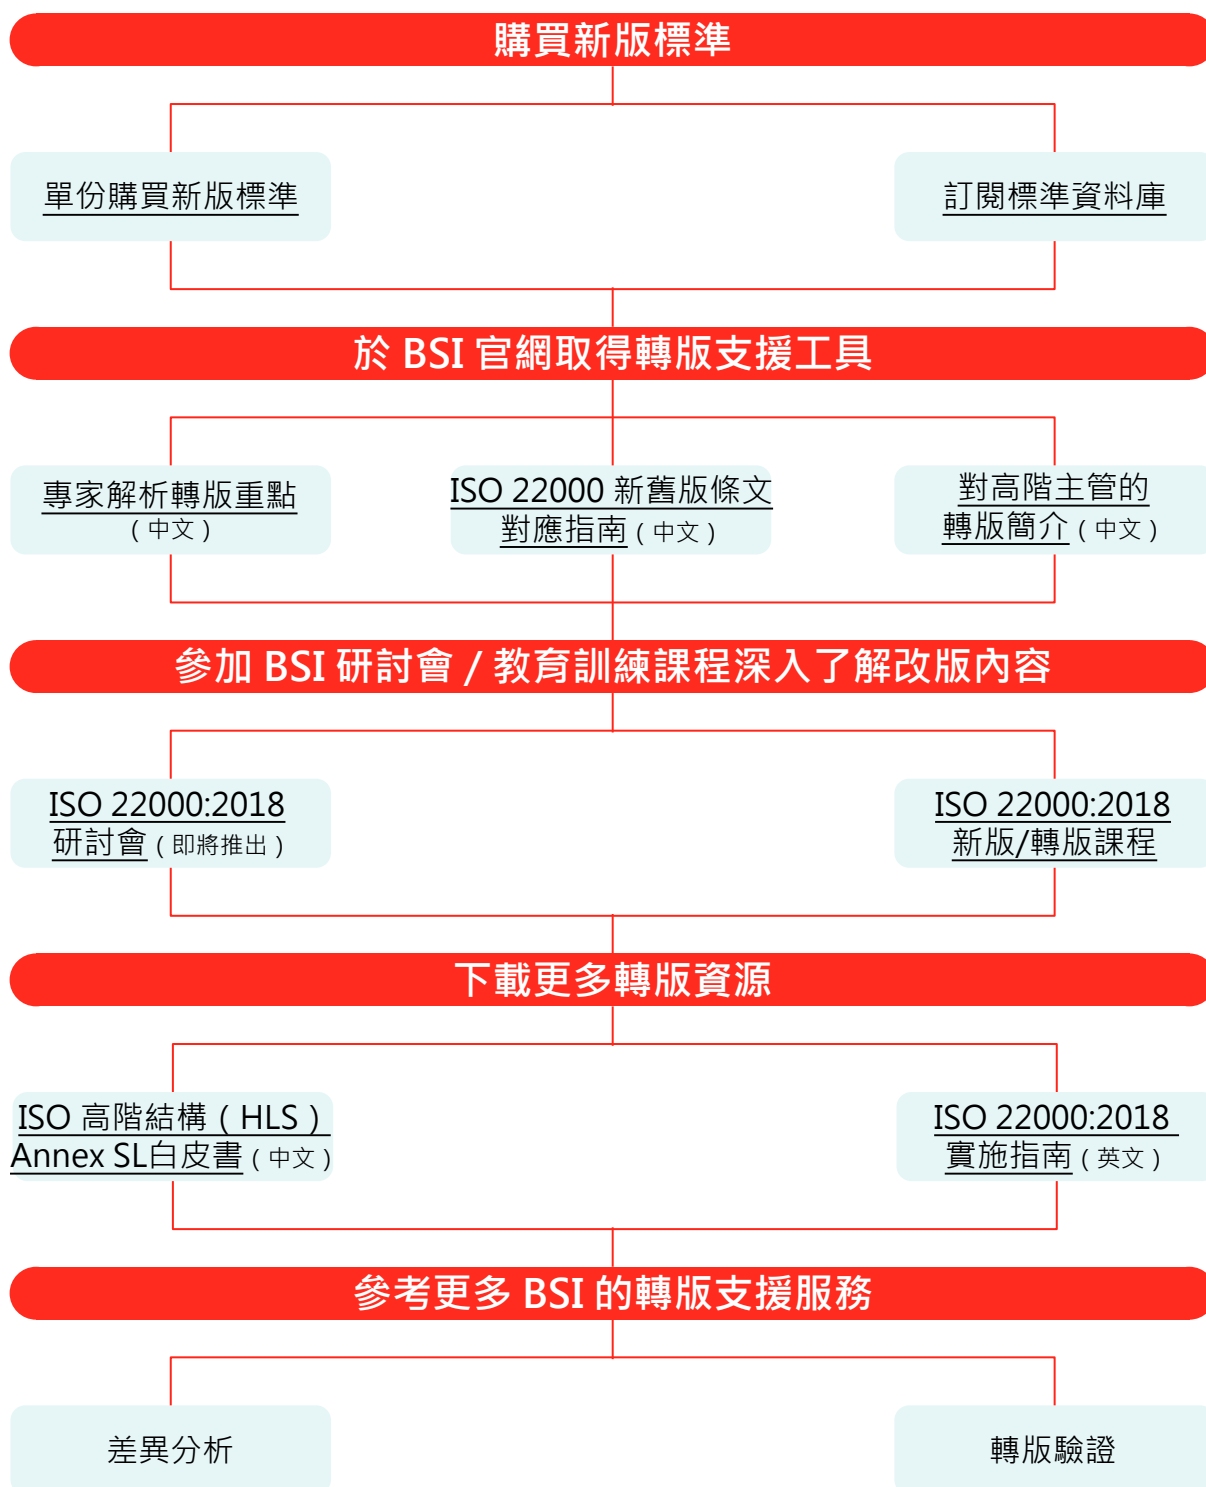 購買新版標準
單份購買新版標準
訂閱標準資料庫
於 BSI 官網取得轉版支援工具
專家解析轉版重點
(中文)
ISO 22000 新舊版條文
對應指南 (中文)
對高階主管的
轉版簡介 (中文)
參加 BSI 研討會 / 教育訓練課程深入了解改版內容
ISO 22000:2018
研討會 (即將推出)
ISO 22000:2018
新版/轉版課程
下載更多轉版資源
ISO 高階結構 (HLS)
Annex SL白皮書 (中文)
ISO 22000:2018
實施指南 (英文)
參考更多 BSI 的轉版支援服務
差異分析
轉版驗證